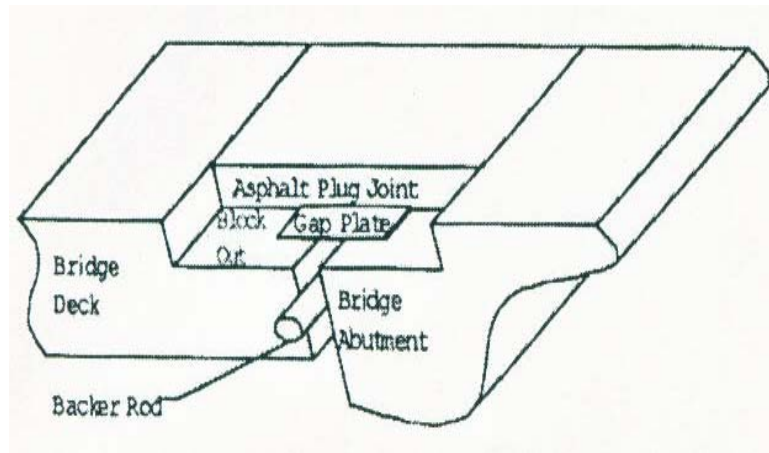 Asphalt Plug Joint
Block
Out
Gap Plate
Bridge
Deck
Bridge
Abutment
Backer Rod